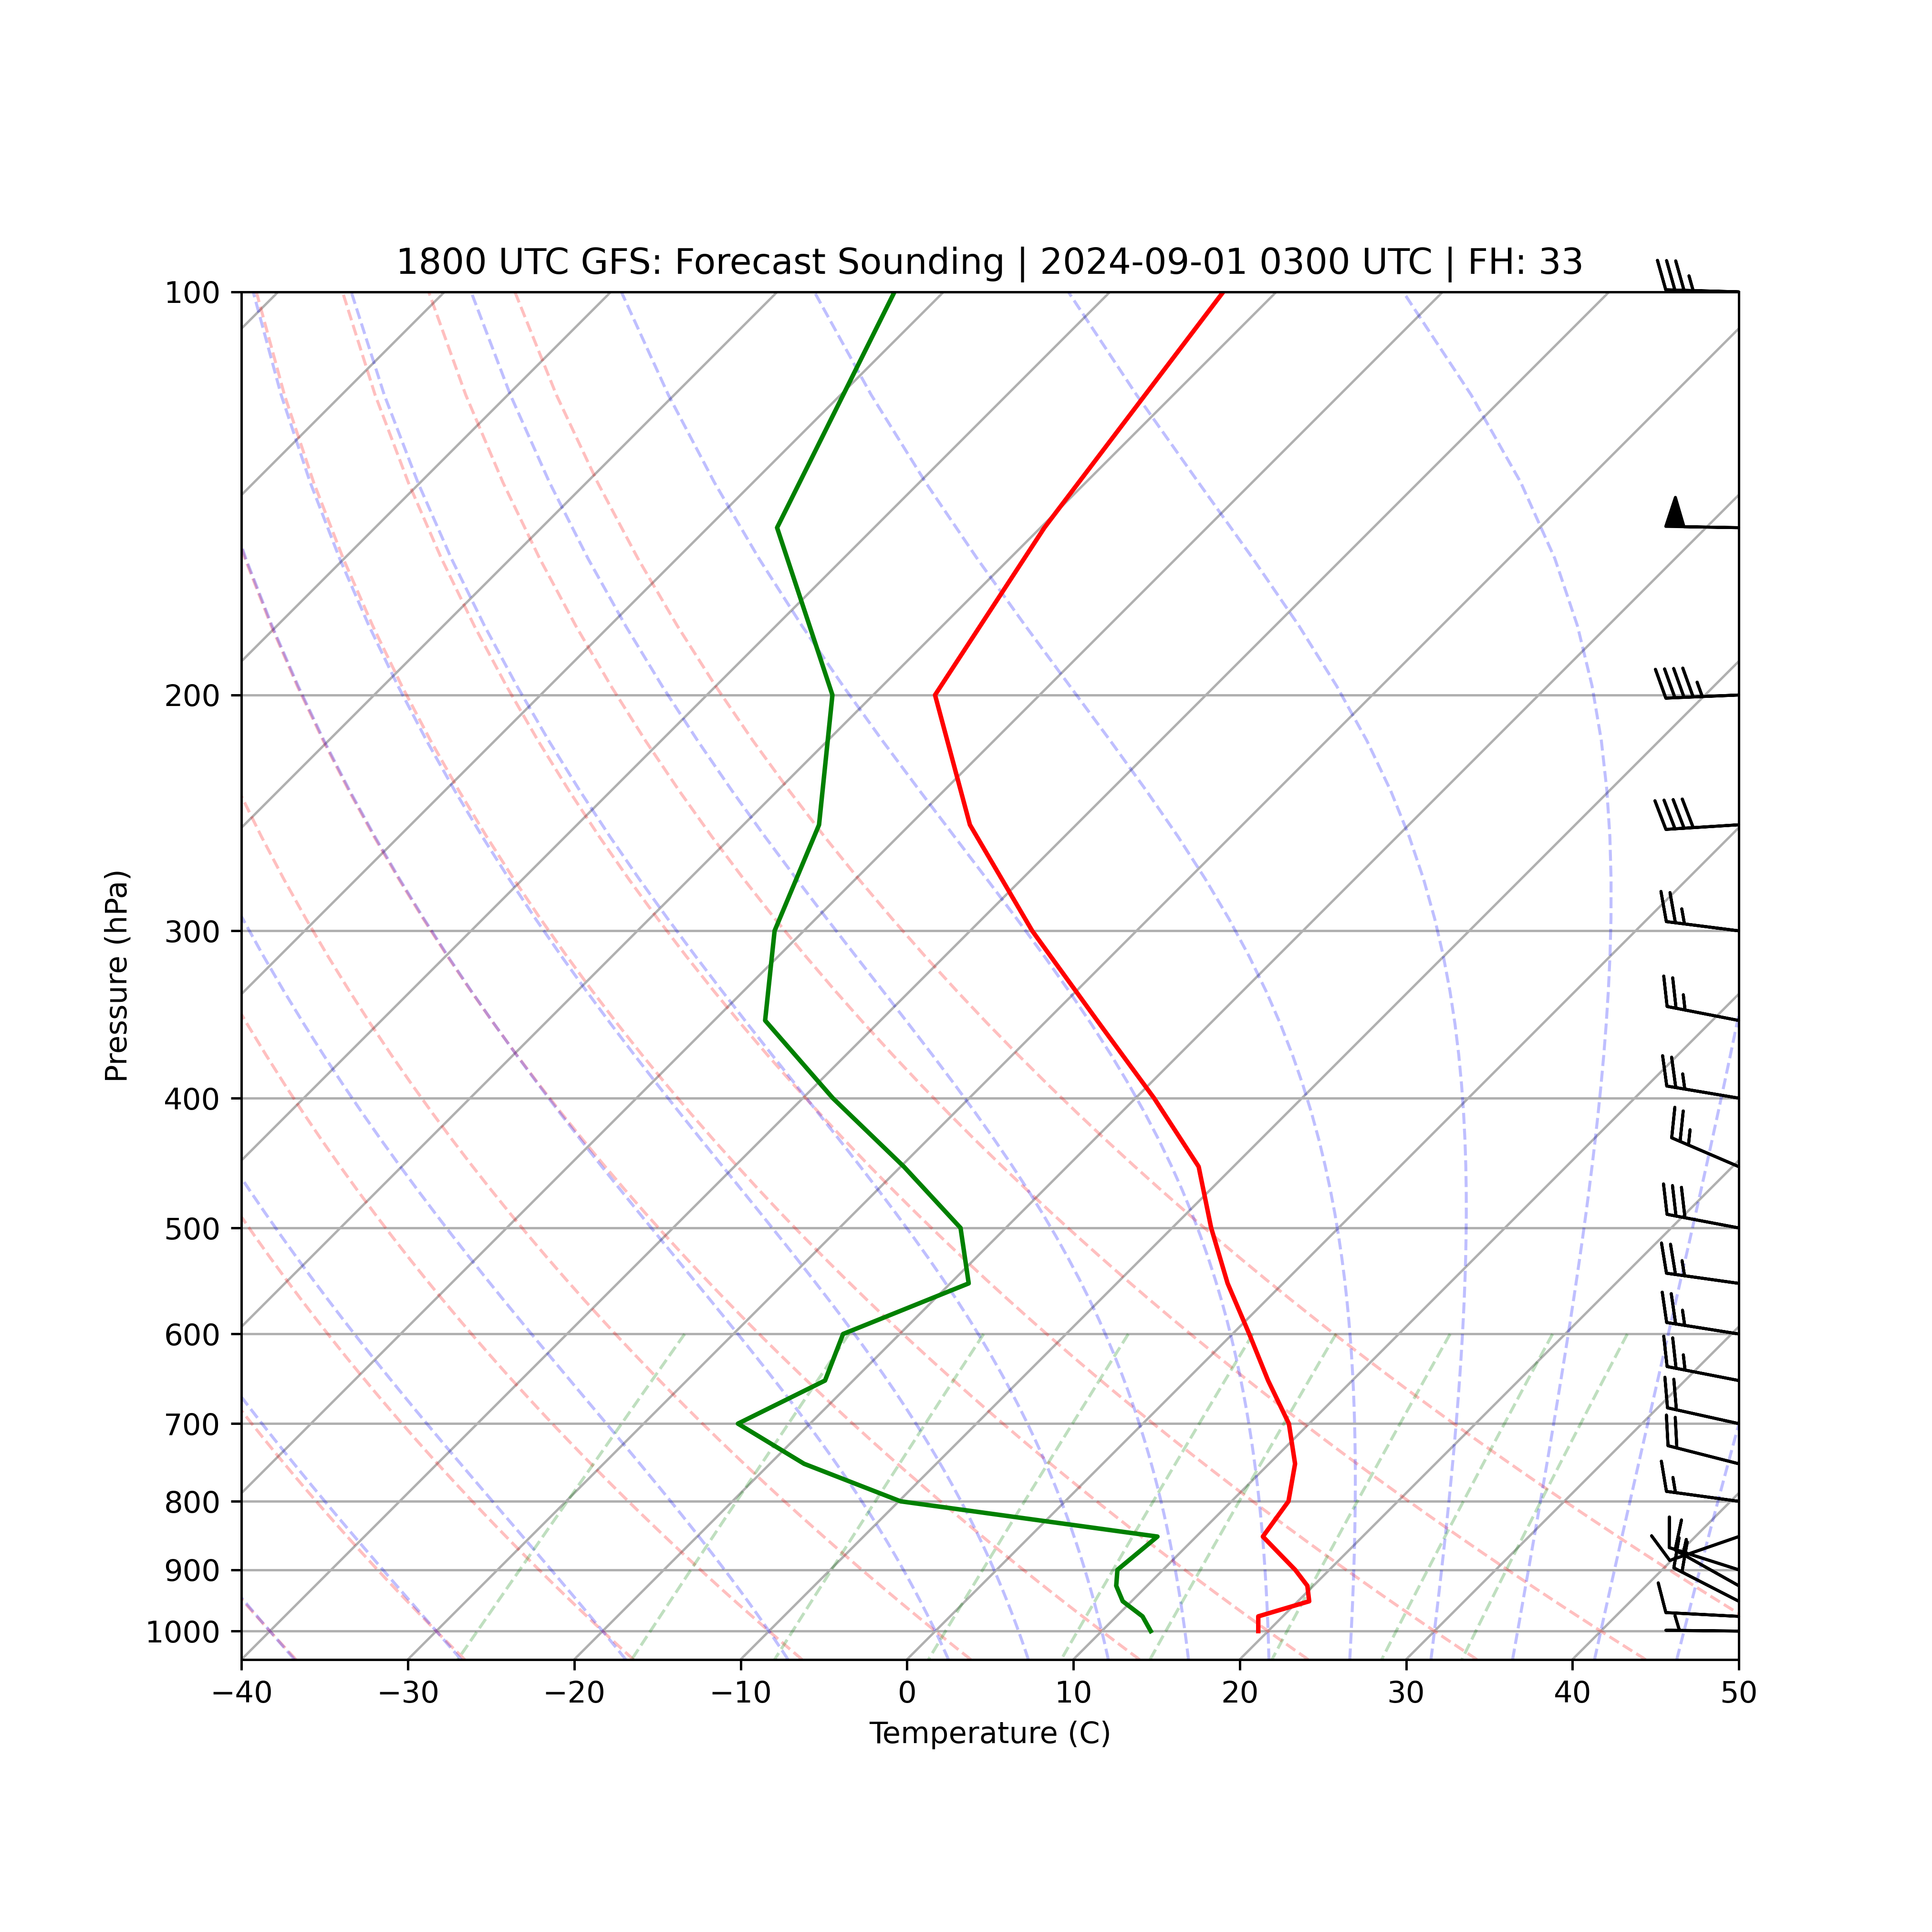 1800 UTC GFS: Forecast Sounding | 2024-09-01 0300 UTC | FH: 33
100
200
300
400
500
600
700
800
900
1000
Pressure (hPa)
−40 −30 −20 −10 0 10 20 30 40 50
Temperature (C)